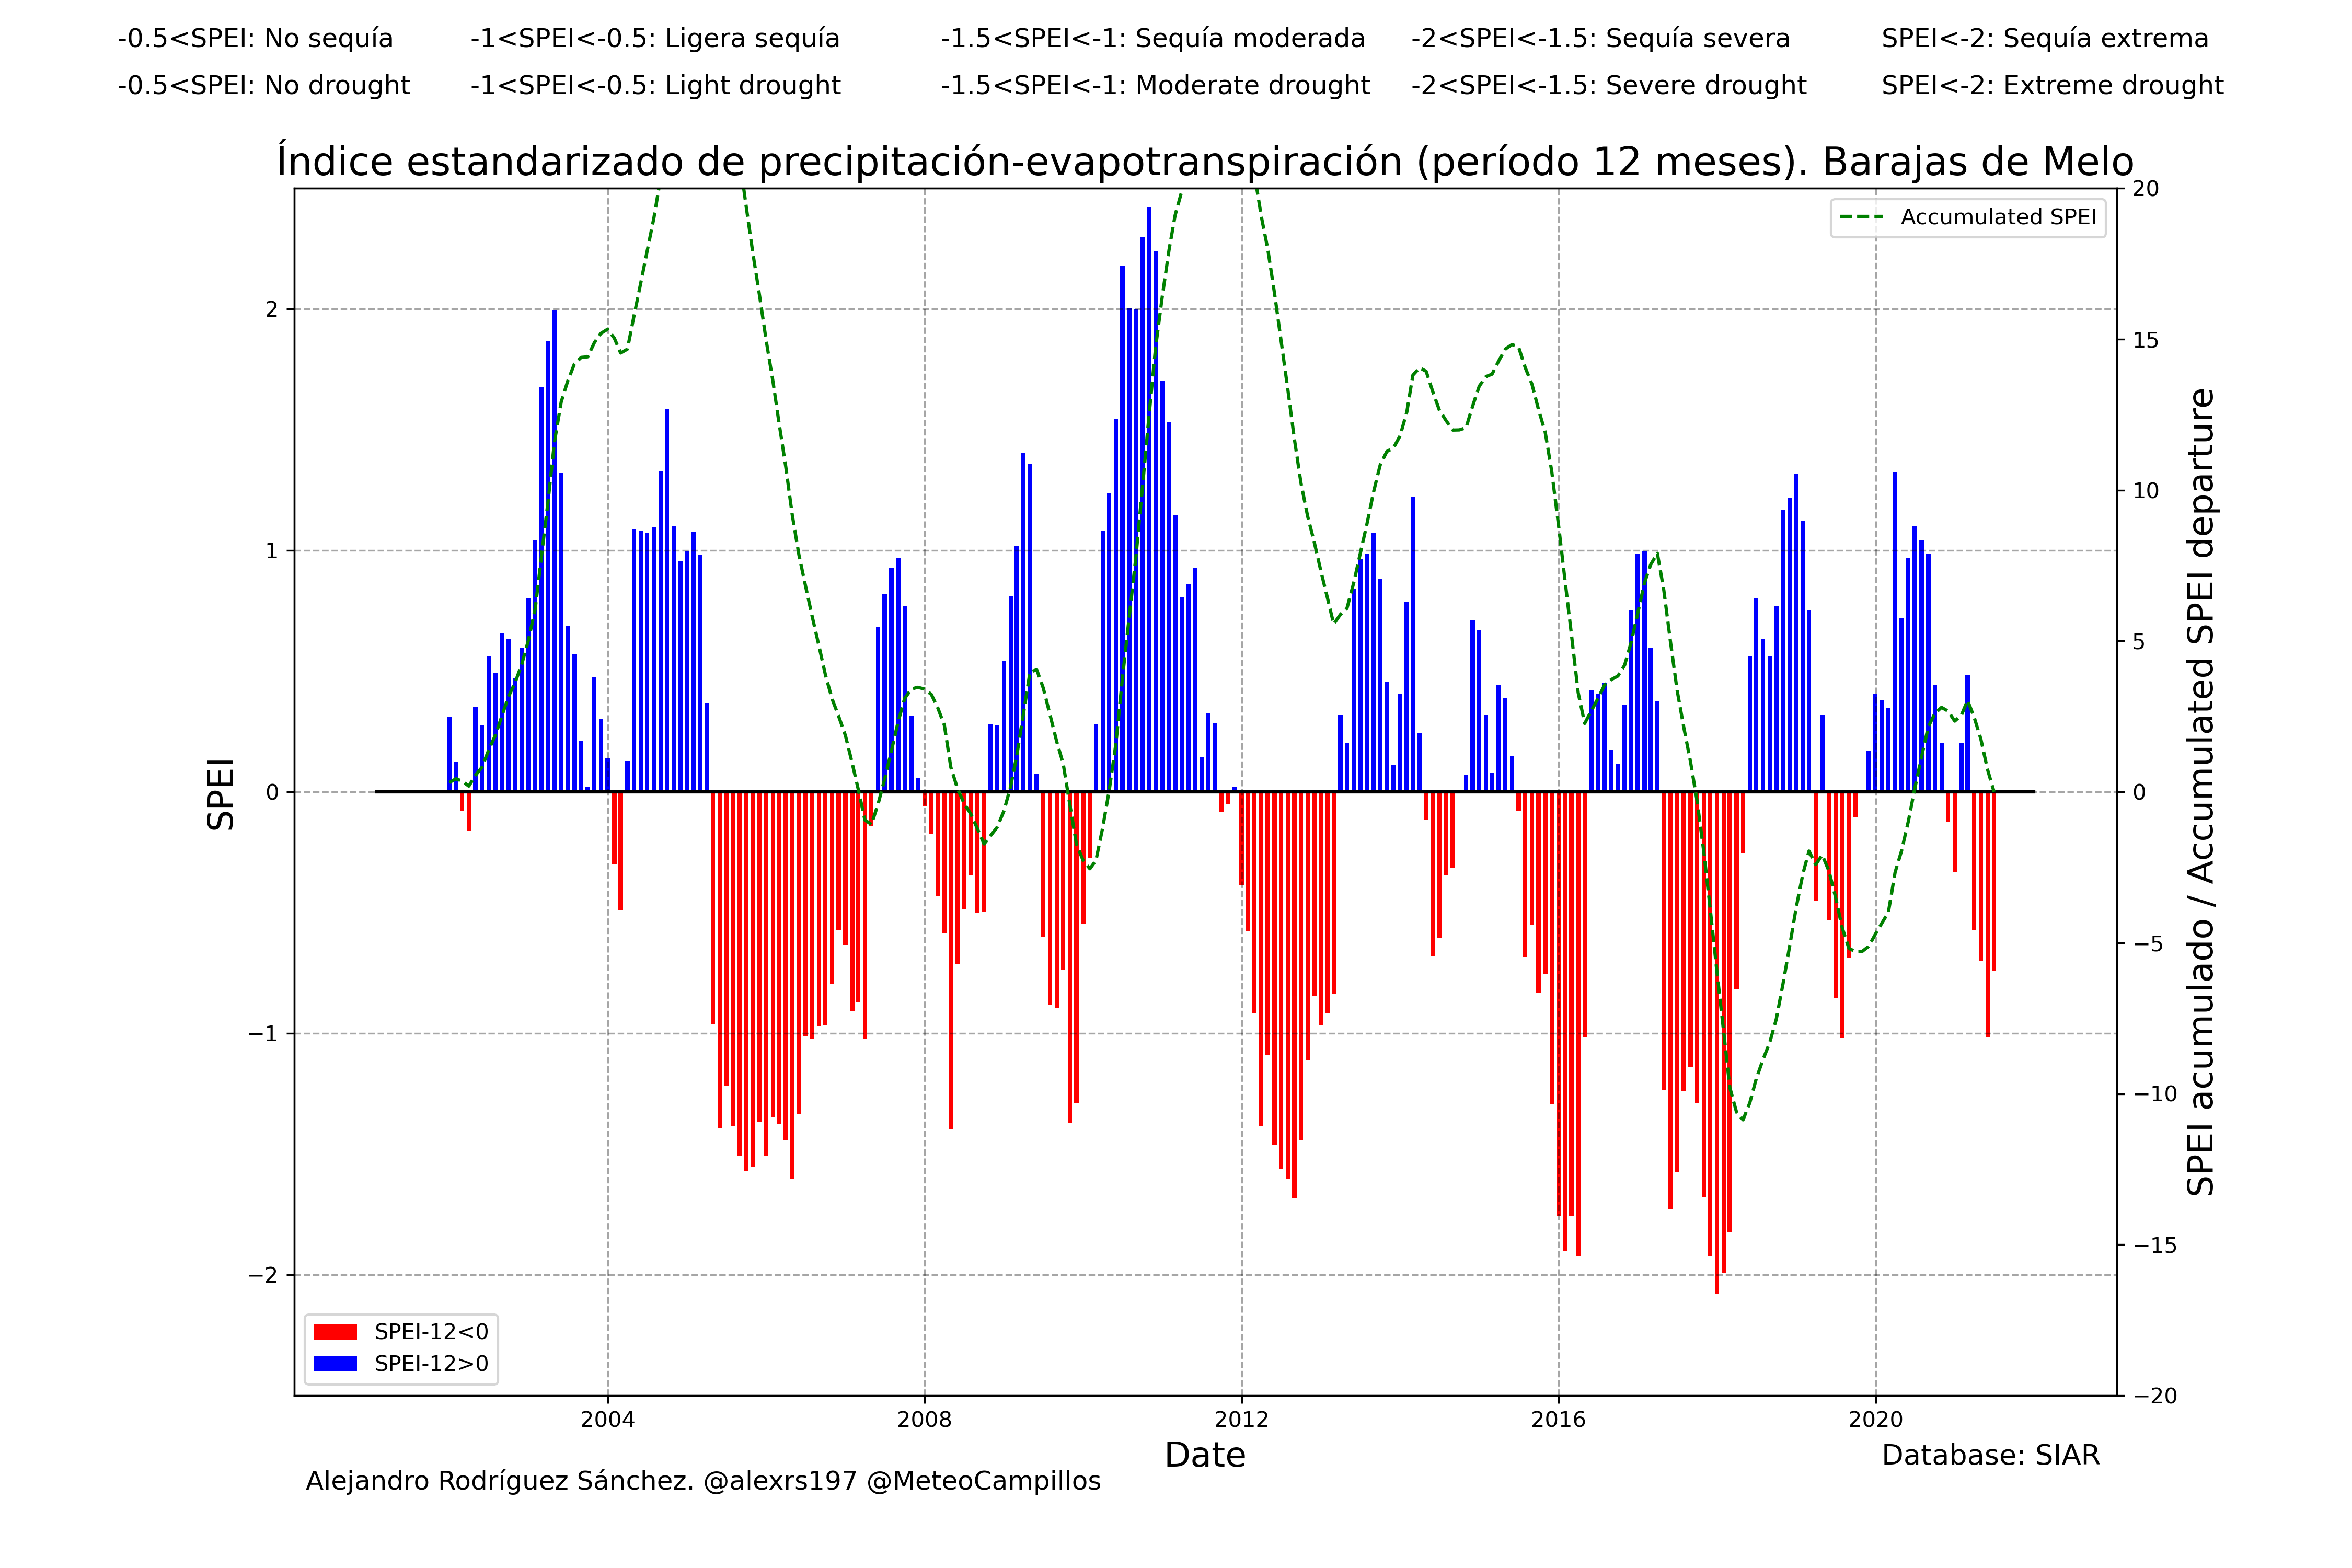 -0.5<SPEI: No sequía -1<SPEI<-0.5: Ligera sequía -1.5<SPEI<-1: Sequía moderada -2<SPEI<-1.5: Sequía severa SPEI<-2: Sequía extrema
-0.5<SPEI: No drought -1<SPEI<-0.5: Light drought -1.5<SPEI<-1: Moderate drought -2<SPEI<-1.5: Severe drought SPEI<-2: Extreme drought
Índice estandarizado de precipitación-evapotranspiración (período 12 meses). Barajas de Melo
Accumulated SPEI
SPEI
2
1
0
−1
−2
20
15
10
5
0
−5
−10
−15
−20
SPEI acumulado / Accumulated SPEI departure
SPEI-12<0
SPEI-12>0
2004 2008 2012 2016 2020
Date
Database: SIAR
Alejandro Rodríguez Sánchez. @alexrs197 @MeteoCampillos